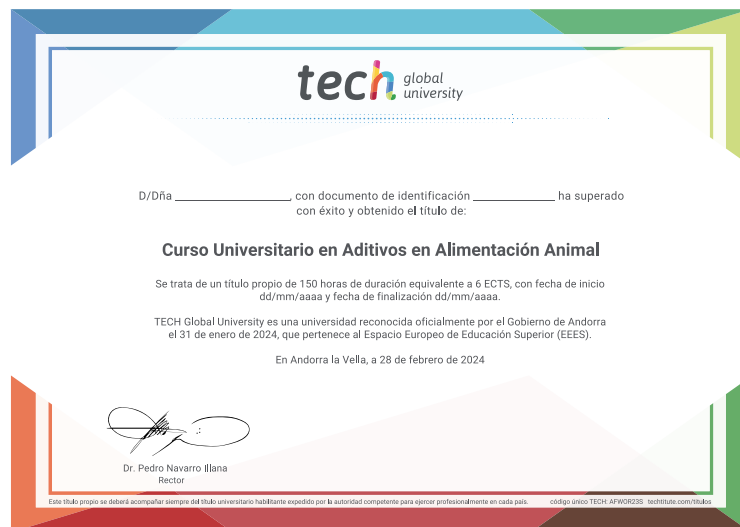 tech global
university
D/Dña ______________, con documento de identificación ______________ ha superado
con éxito y obtenido el título de:
Curso Universitario en Aditivos en Alimentación Animal
Se trata de un título propio de 150 horas de duración equivalente a 6 ECTS, con fecha de inicio
dd/mm/aaaa y fecha de finalización dd/mm/aaaa.
TECH Global University es una universidad reconocida oficialmente por el Gobierno de Andorra
el 31 de enero de 2024, que pertenece al Espacio Europeo de Educación Superior (EEES).
En Andorra la Vella, a 28 de febrero de 2024
Dr. Pedro Navarro Illana
Rector
Este título propio se deberá acompañar siempre del título universitario habilitante expedido por la autoridad competente para ejercer profesionalmente en cada país. código único TECH: AFWOR23S techtitute.com/titulos